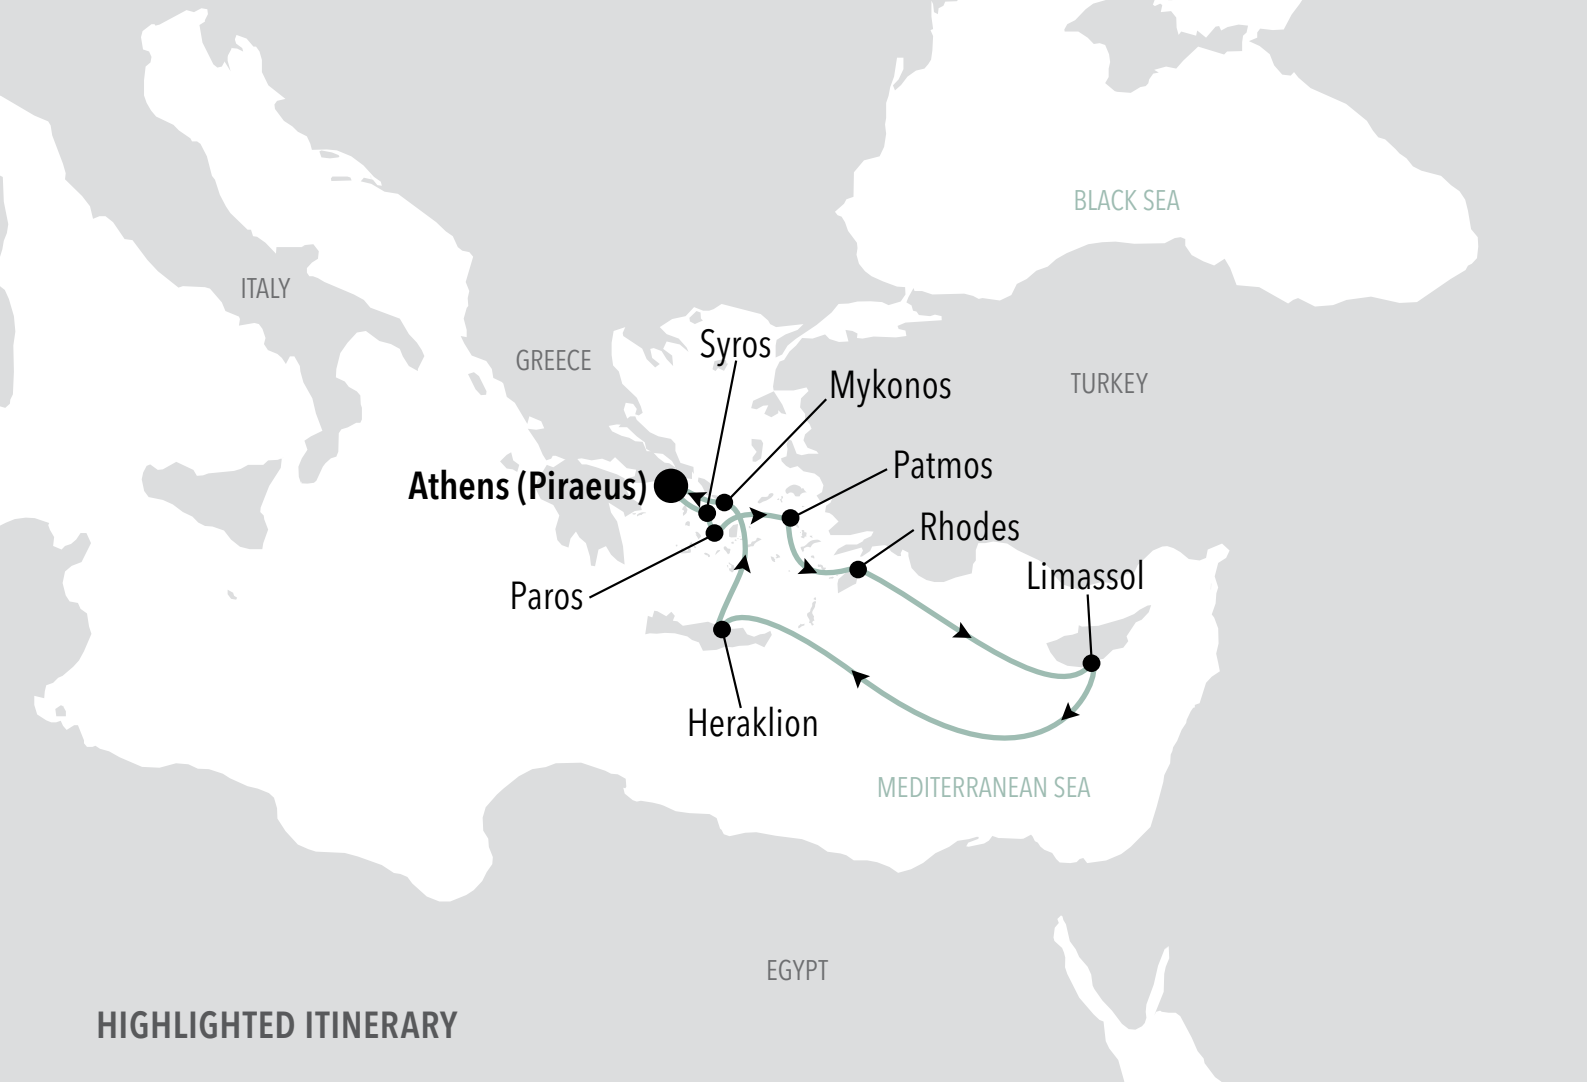 BLACK SEA
ITALY
Syros
GREECE
Mykonos
TURKEY
Patmos
Athens (Piraeus)
Rhodes
Limassol
Paros
Heraklion
MEDITERRANEAN SEA
EGYPT
HIGHLIGHTED ITINERARY